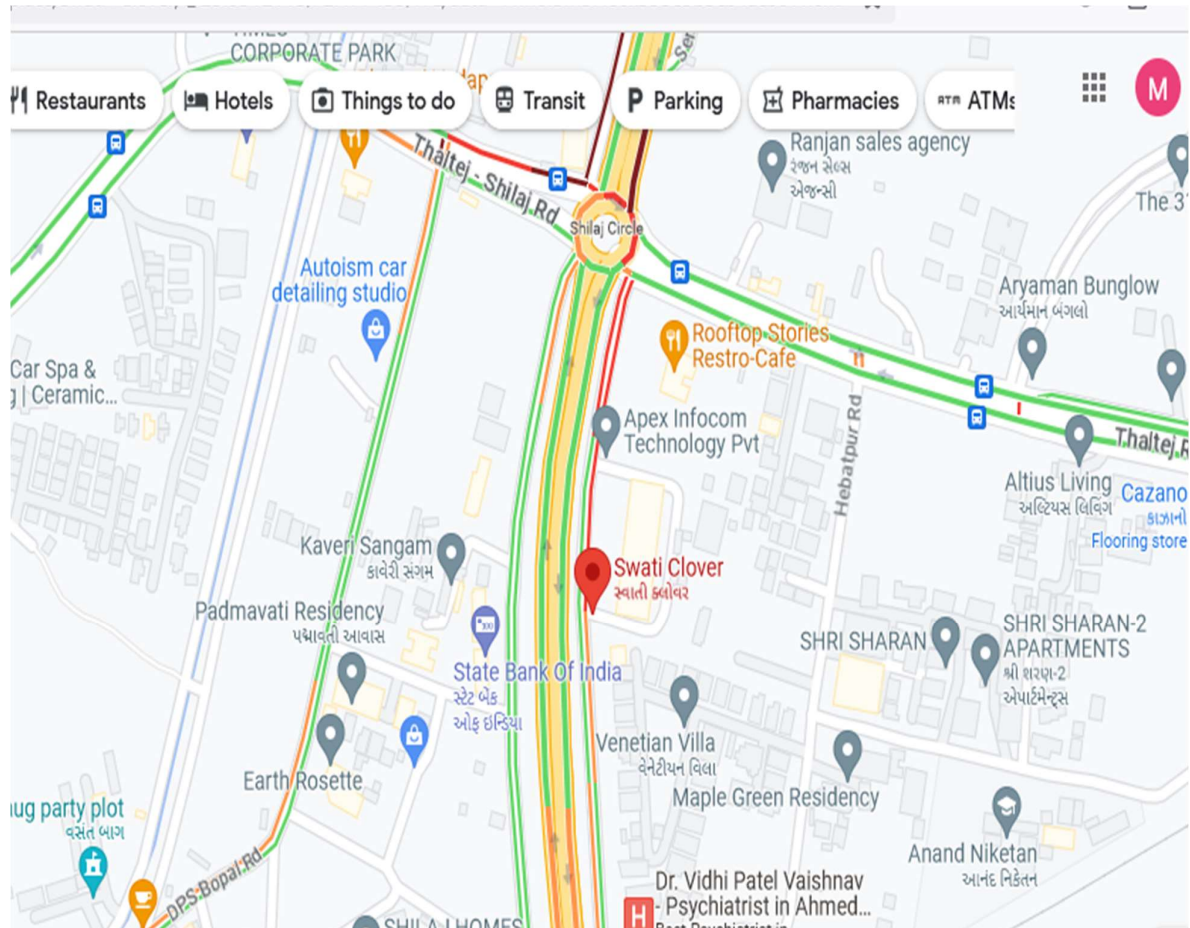 CORPORATE PARK
Restaurants
Hotels
Things to do
Transit
P Parking
Pharmacies
ATM ATMs
M
Thaltej - Shilaj Rd
Shilaj Circle
Ranjan sales agency
રંજન સેલ્સ
એજન્સી
The 31
Autoism car
detailing studio
Aryaman Bunglow
આર્યમાન બંગલો
Rooftop Stories
Restro-Cafe
Car Spa &
g | Ceramic...
Apex Infocom
Technology Pvt
Hebatpur Rd
Thaltej R
Altius Living
અલ્ટિયસ લિવિંગ
Cazano
કાઝાનો
Flooring store
Kaveri Sangam
કાવેરી સંગમ
Swati Clover
સ્વાતી ક્લોવર
Padmavati Residency
પદ્માવતી આવાસ
SHRI SHARAN
SHRI SHARAN-2
APARTMENTS
શ્રી શરણ-2
એપાર્ટમેન્ટ્સ
State Bank Of India
સ્ટેટ બેંક
ઓફ ઇન્ડિયા
Venetian Villa
વેનેટીયન વિલા
Earth Rosette
Maple Green Residency
party plot
વસંત બાગ
Anand Niketan
આનંદ નિકેતન
DPS Bopal Rd
Dr. Vidhi Patel Vaishnav
- Psychiatrist in Ahmed...
H
SHILAJ HOMES